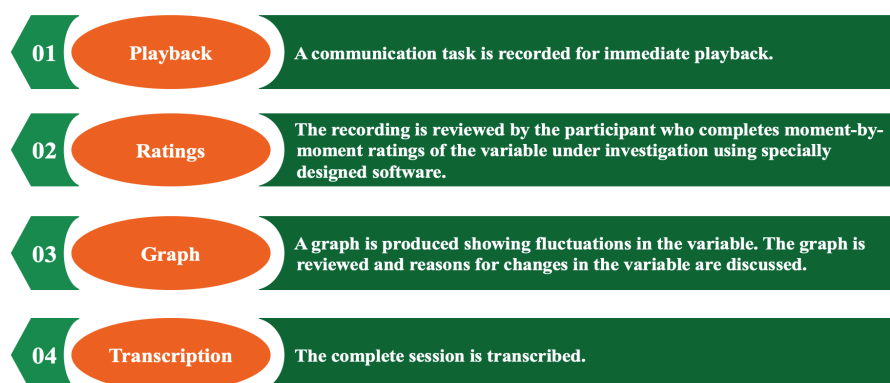 01 Playback A communication task is recorded for immediate playback.
The recording is reviewed by the participant who completes moment-by-
02 Ratings moment ratings of the variable under investigation using specially
designed software.
03 Graph A graph is produced showing fluctuations in the variable. The graph is
reviewed and reasons for changes in the variable are discussed.
04 Transcription The complete session is transcribed.